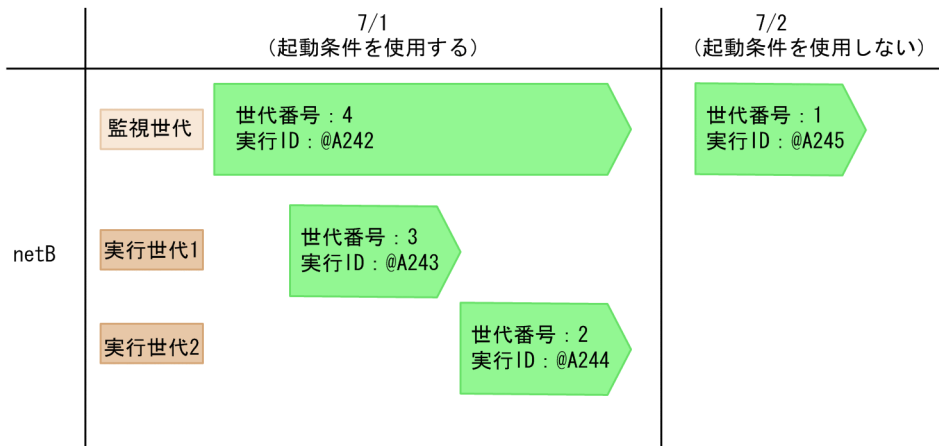 7/1
(起動条件を使用する)
7/2
(起動条件を使用しない)
netB
監視世代
世代番号:4
実行ID:@A242
世代番号:1
実行ID:@A245
実行世代1
世代番号:3
実行ID:@A243
実行世代2
世代番号:2
実行ID:@A244